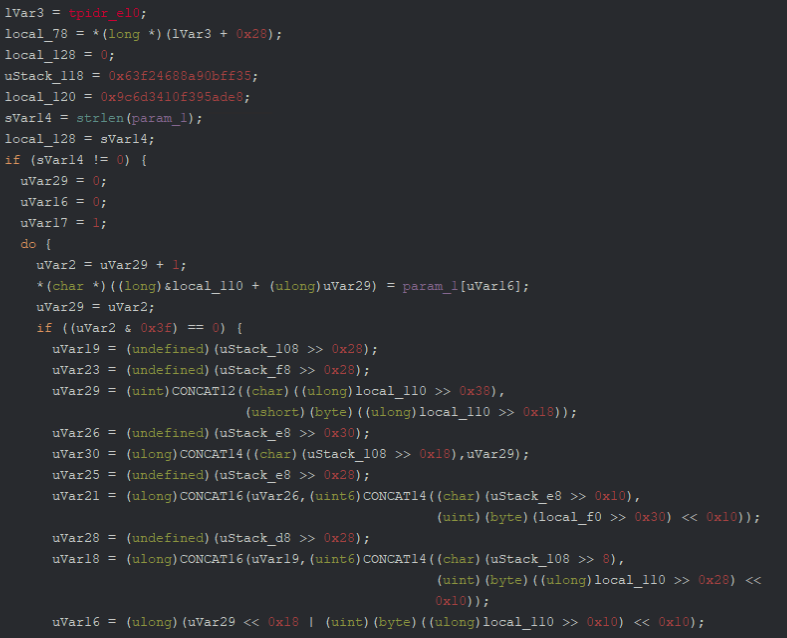 lVar3 = tpidr_el0;
local_78 = *(long *)(lVar3 + 0x28);
local_128 = 0;
uStack_118 = 0x63f24688a90bff35;
local_120 = 0x9c6d3410f395ade8;
sVar14 = strlen(param_1);
local_128 = sVar14;
if (sVar14 != 0) {
uVar29 = 0;
uVar16 = 0;
uVar17 = 1;
do {
uVar2 = uVar29 + 1;
*(char *)((long)&local_110 + (ulong)uVar29) = param_1[uVar16];
uVar29 = uVar2;
if ((uVar2 & 0x3f) == 0) {
uVar19 = (undefined)(uStack_108 >> 0x28);
uVar23 = (undefined)(uStack_f8 >> 0x28);
uVar29 = (uint)CONCAT12((char)((ulong)local_110 >> 0x38),
(ushort)(byte)((ulong)local_110 >> 0x18));
uVar26 = (undefined)(uStack_e8 >> 0x30);
uVar30 = (ulong)CONCAT14((char)(uStack_108 >> 0x18),uVar29);
uVar25 = (undefined)(uStack_e8 >> 0x28);
uVar21 = (ulong)CONCAT16(uVar26,(uint6)CONCAT14((char)(uStack_e8 >> 0x10),
(uint)(byte)(local_f0 >> 0x30) << 0x10));
uVar28 = (undefined)(uStack_d8 >> 0x28);
uVar18 = (ulong)CONCAT16(uVar19,(uint6)CONCAT14((char)(uStack_108 >> 8),
(uint)(byte)((ulong)local_110 >> 0x28) <<
0x10));
uVar16 = (ulong)(uVar29 << 0x18 | (uint)(byte)((ulong)local_110 >> 0x10) << 0x10);